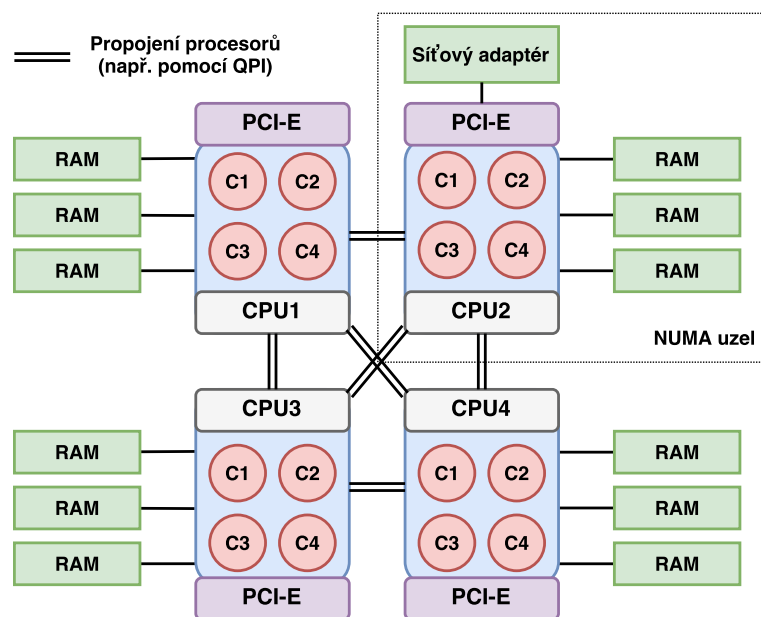 Propojení procesorů
(např. pomocí QPI)
Síťový adaptér
PCI-E
PCI-E
RAM
C1
C2
C1
C2
RAM
RAM
RAM
C3
C4
C3
C4
RAM
RAM
CPU1
CPU2
NUMA uzel
CPU3
CPU4
RAM
C1
C2
C1
C2
RAM
RAM
RAM
C3
C4
C3
C4
RAM
RAM
PCI-E
PCI-E